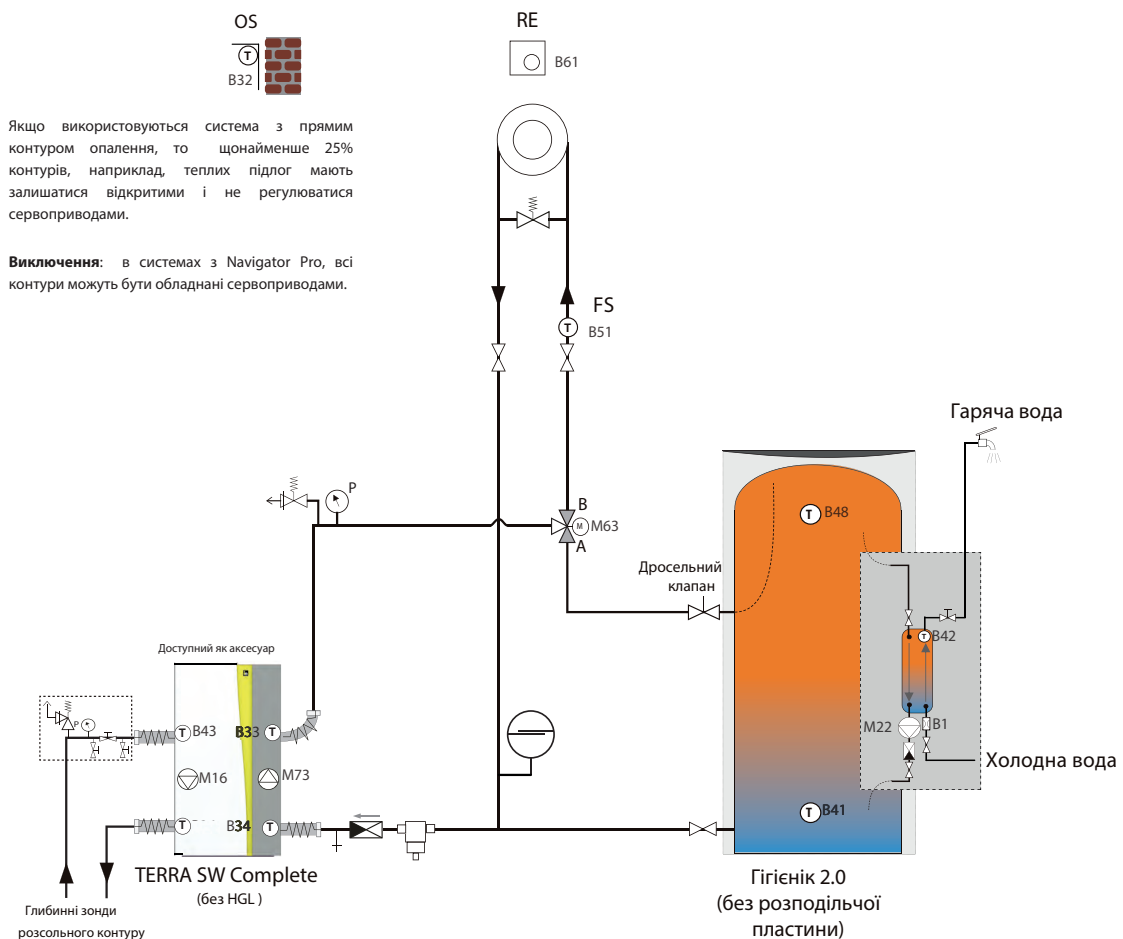 OS
T
B32
RE
B61
Якщо використовуються система з прямим
контуром опалення, то щонайменше 25%
контурів, наприклад, теплих підлог мають
залишатися відкритими і не регулюватися
сервоприводами.
Виключення: в системах з Navigator Pro, всі
контури можуть бути обладнані сервоприводами.
FS
T
B51
Гаряча вода
P
B
M
M63
A
T
B48
Дросельний
клапан
T
B42
Доступний як аксесуар
P
T
B43
B33
T
M22
B1
M16
M73
Холодна вода
T
B34
T
T
B41
TERRA SW Complete
(без HGL )
Глибинні зонди
розсольного контуру
Гігієнік 2.0
(без розподільчої
пластини)